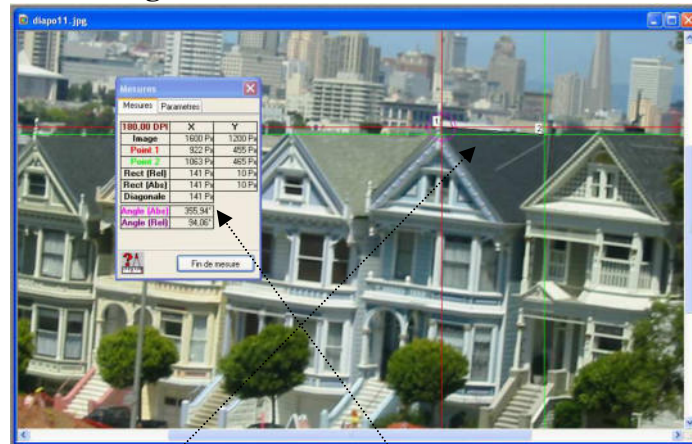 diapo11.jpg
Mesures
Mesures Parametres
100,00 DPI X Y
Image 1600 Px 1200 Px
Point 1 922 Px 455 Px
Point 2 1063 Px 465 Px
Rect (Rel) 141 Px 10 Px
Rect (Abs) 141 Px 10 Px
Diagonale 141 Px
Angle (Abs) 355,94°
Angle (Rel) 94,06°
Fin de mesure
1
2